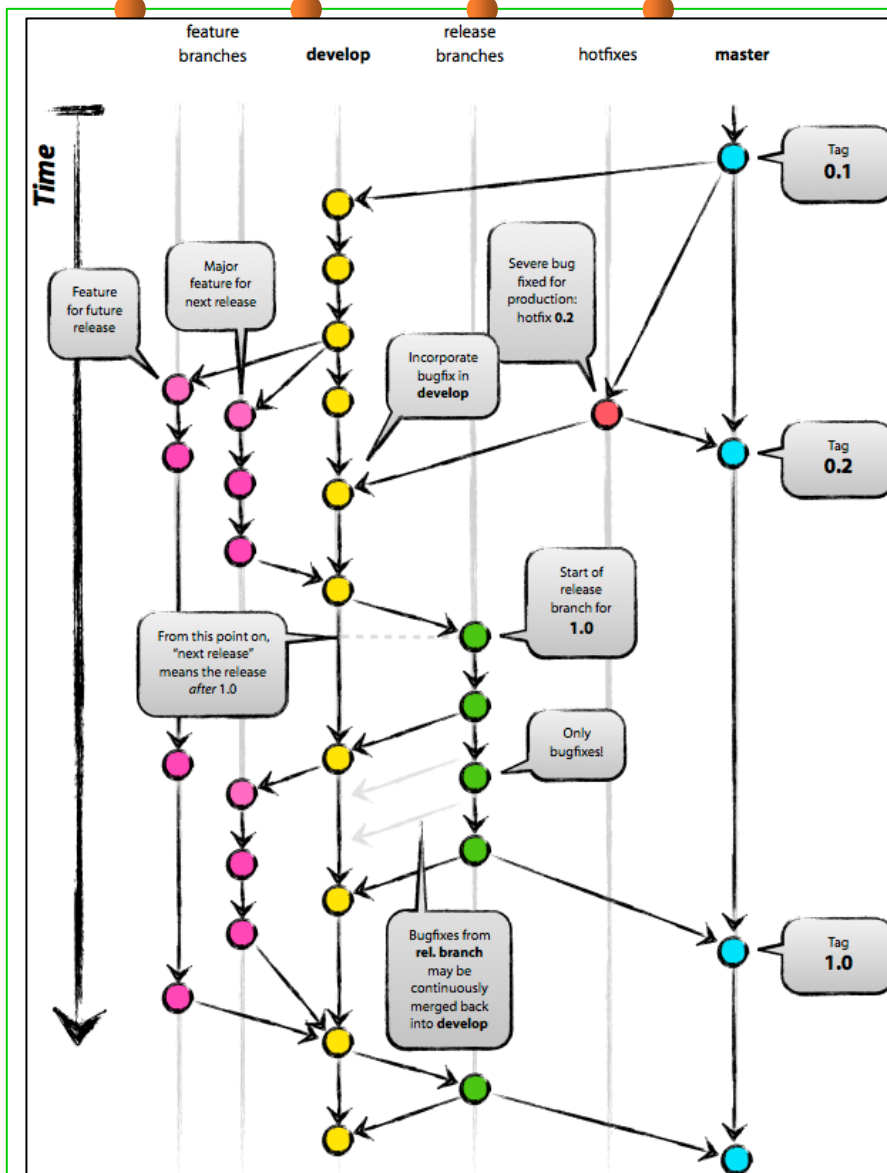 feature
branches
develop
release
branches
hotfixes
master
Time
Tag
0.1
Major
feature for
next release
Feature
for future
release
Severe bug
fixed for
production:
hotfix 0.2
Incorporate
bugfix in
develop
Tag
0.2
Start of
release
branch for
1.0
From this point on,
“next release”
means the release
after 1.0
Only
bugfixes!
Bugfixes from
rel. branch
may be
continuously
merged back
into develop
Tag
1.0